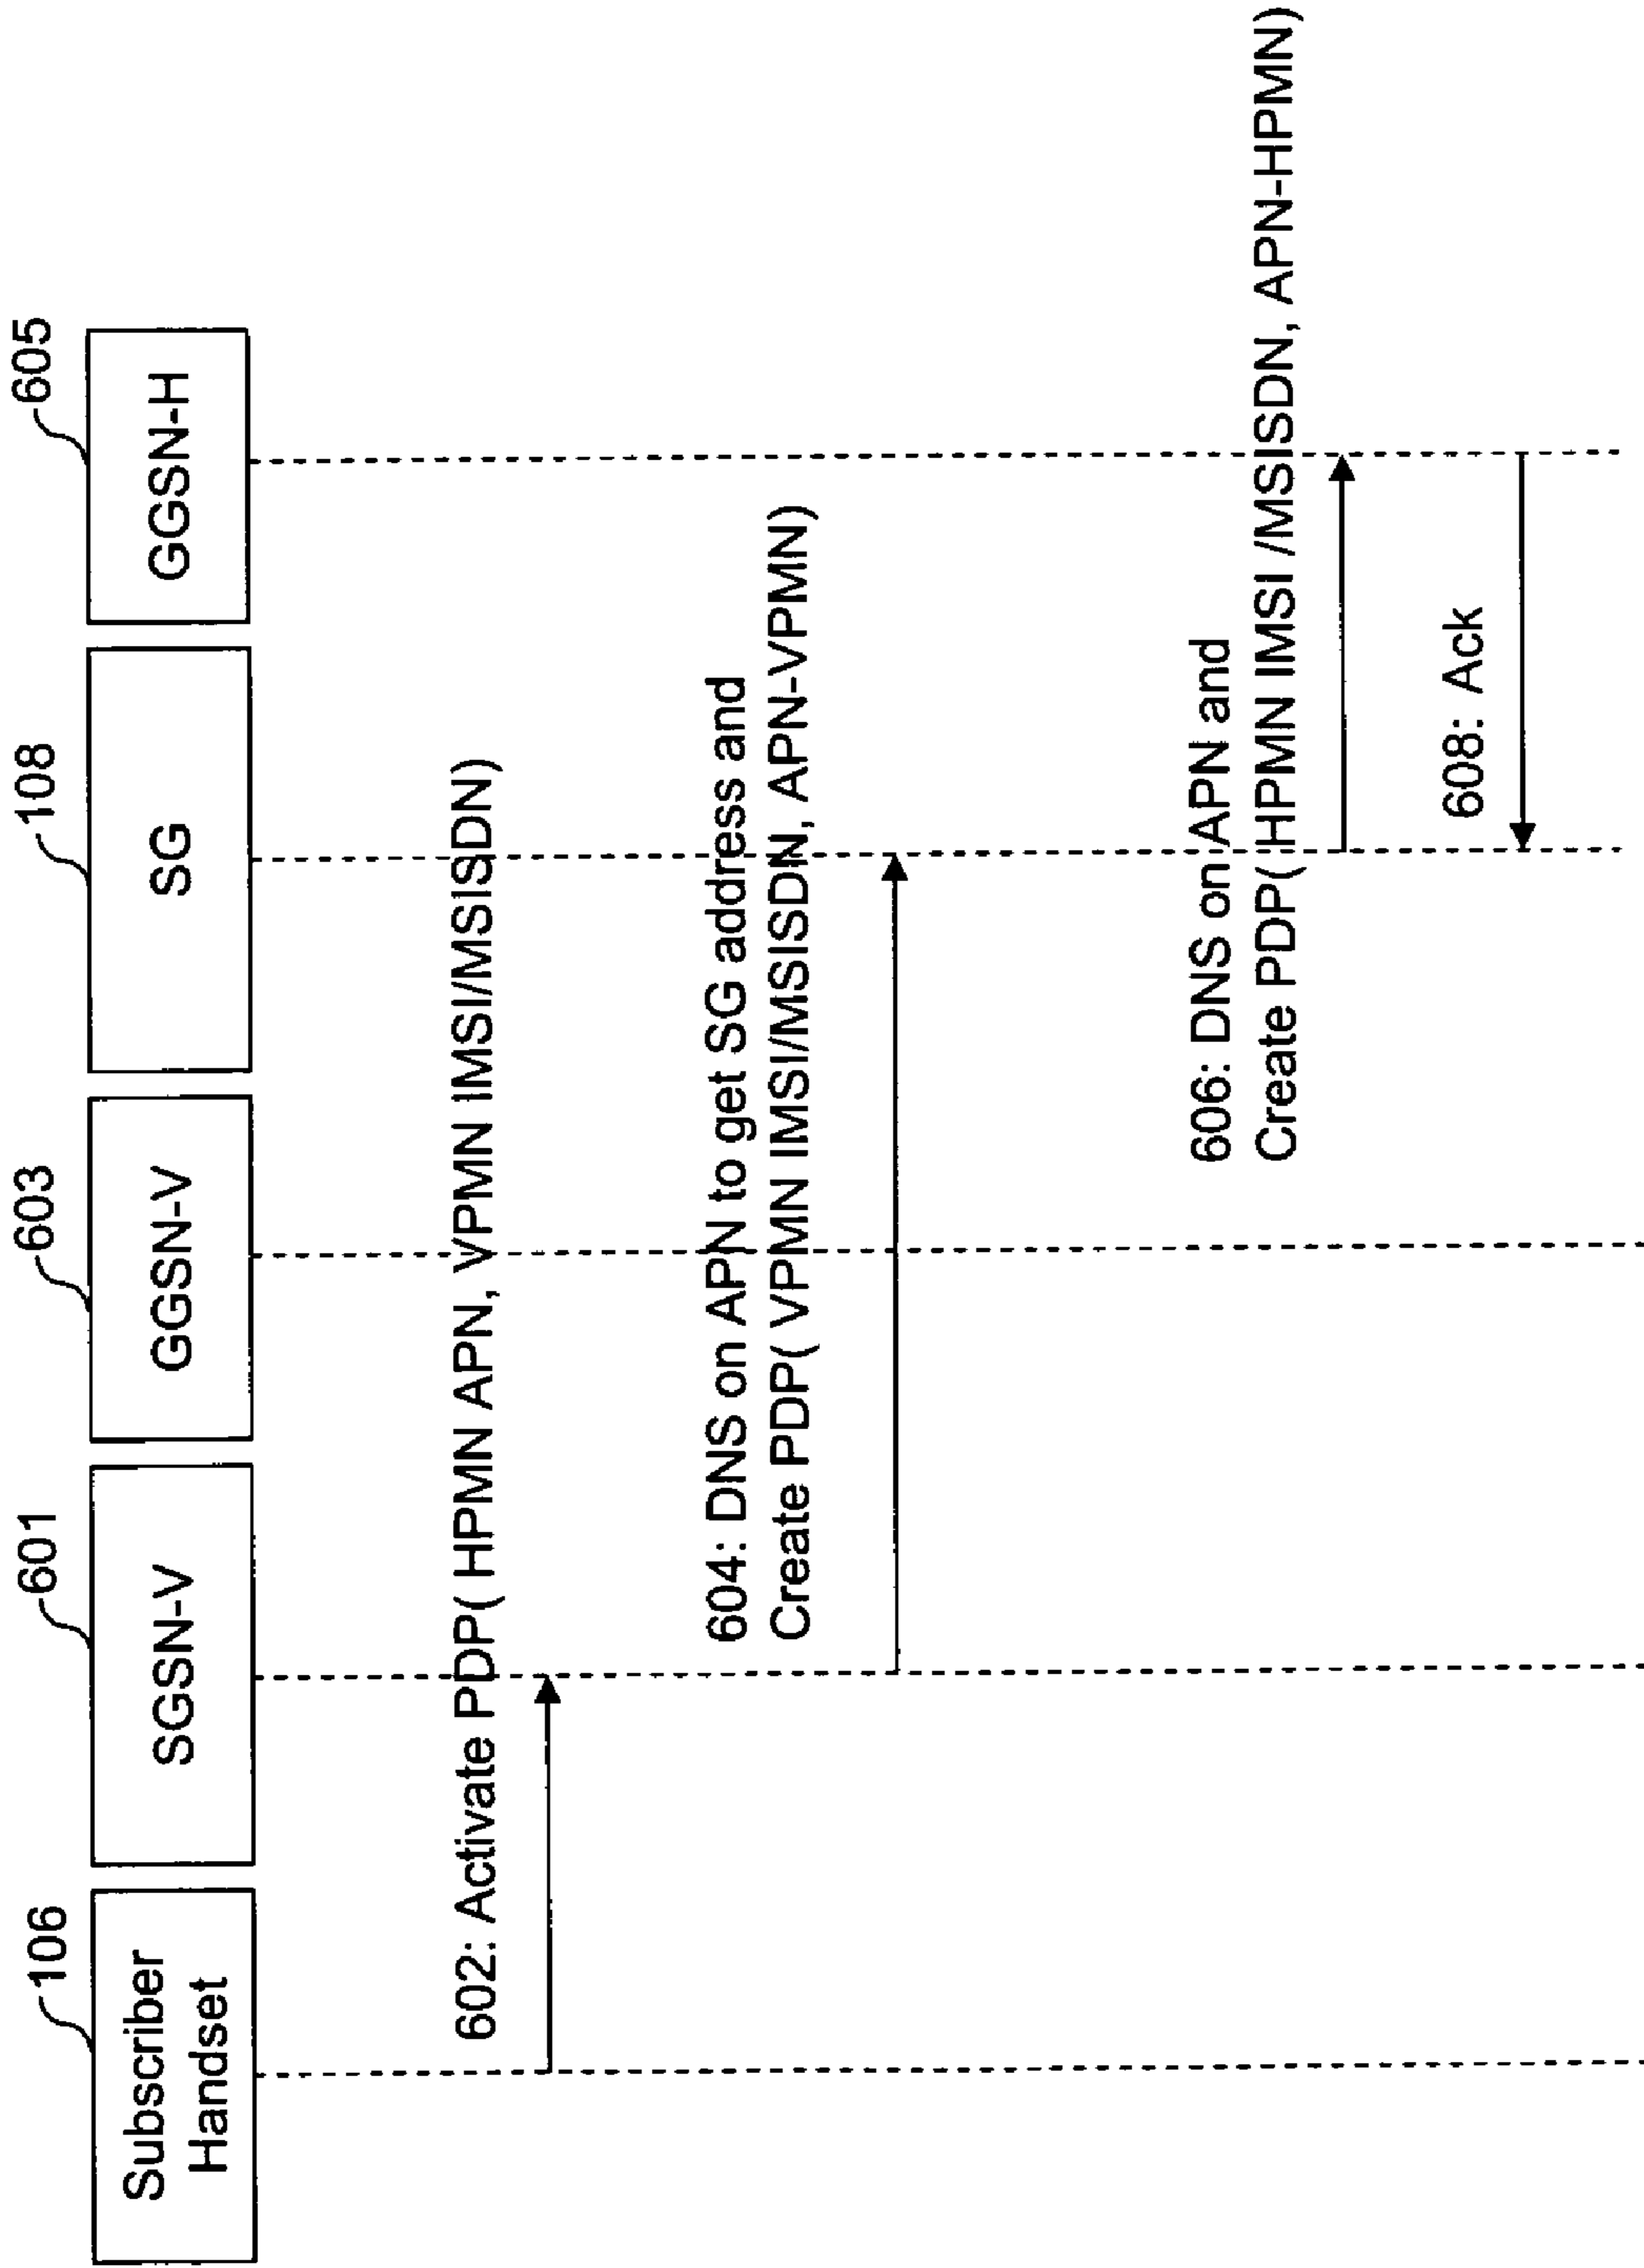 106
601
603
108
605
Subscriber
Handset
SGSN-V
GGSN-V
SG
GGSN-H
602: Activate PDP( HPMN APN, VPMN IMSI/MSISDN)
604: DNS on APN to get SG address and
Create PDP( VPMN IMSI/MSISDN, APN-VPMN)
606: DNS on APN and
Create PDP( HPMN IMSI /MSISDN, APN-HPMN)
608: Ack